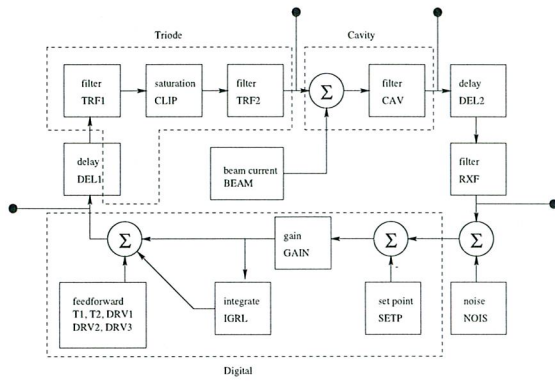 Triode
Cavity
filter
TRF1
saturation
CLIP
filter
TRF2
Σ
filter
CAV
delay
DEL2
delay
DEL1
beam current
BEAM
filter
RXF
Σ
gain
GAIN
Σ
Σ
feedforward
T1, T2, DRV1
DRV2, DRV3
integrate
IGRL
set point
SETP
noise
NOIS
Digital